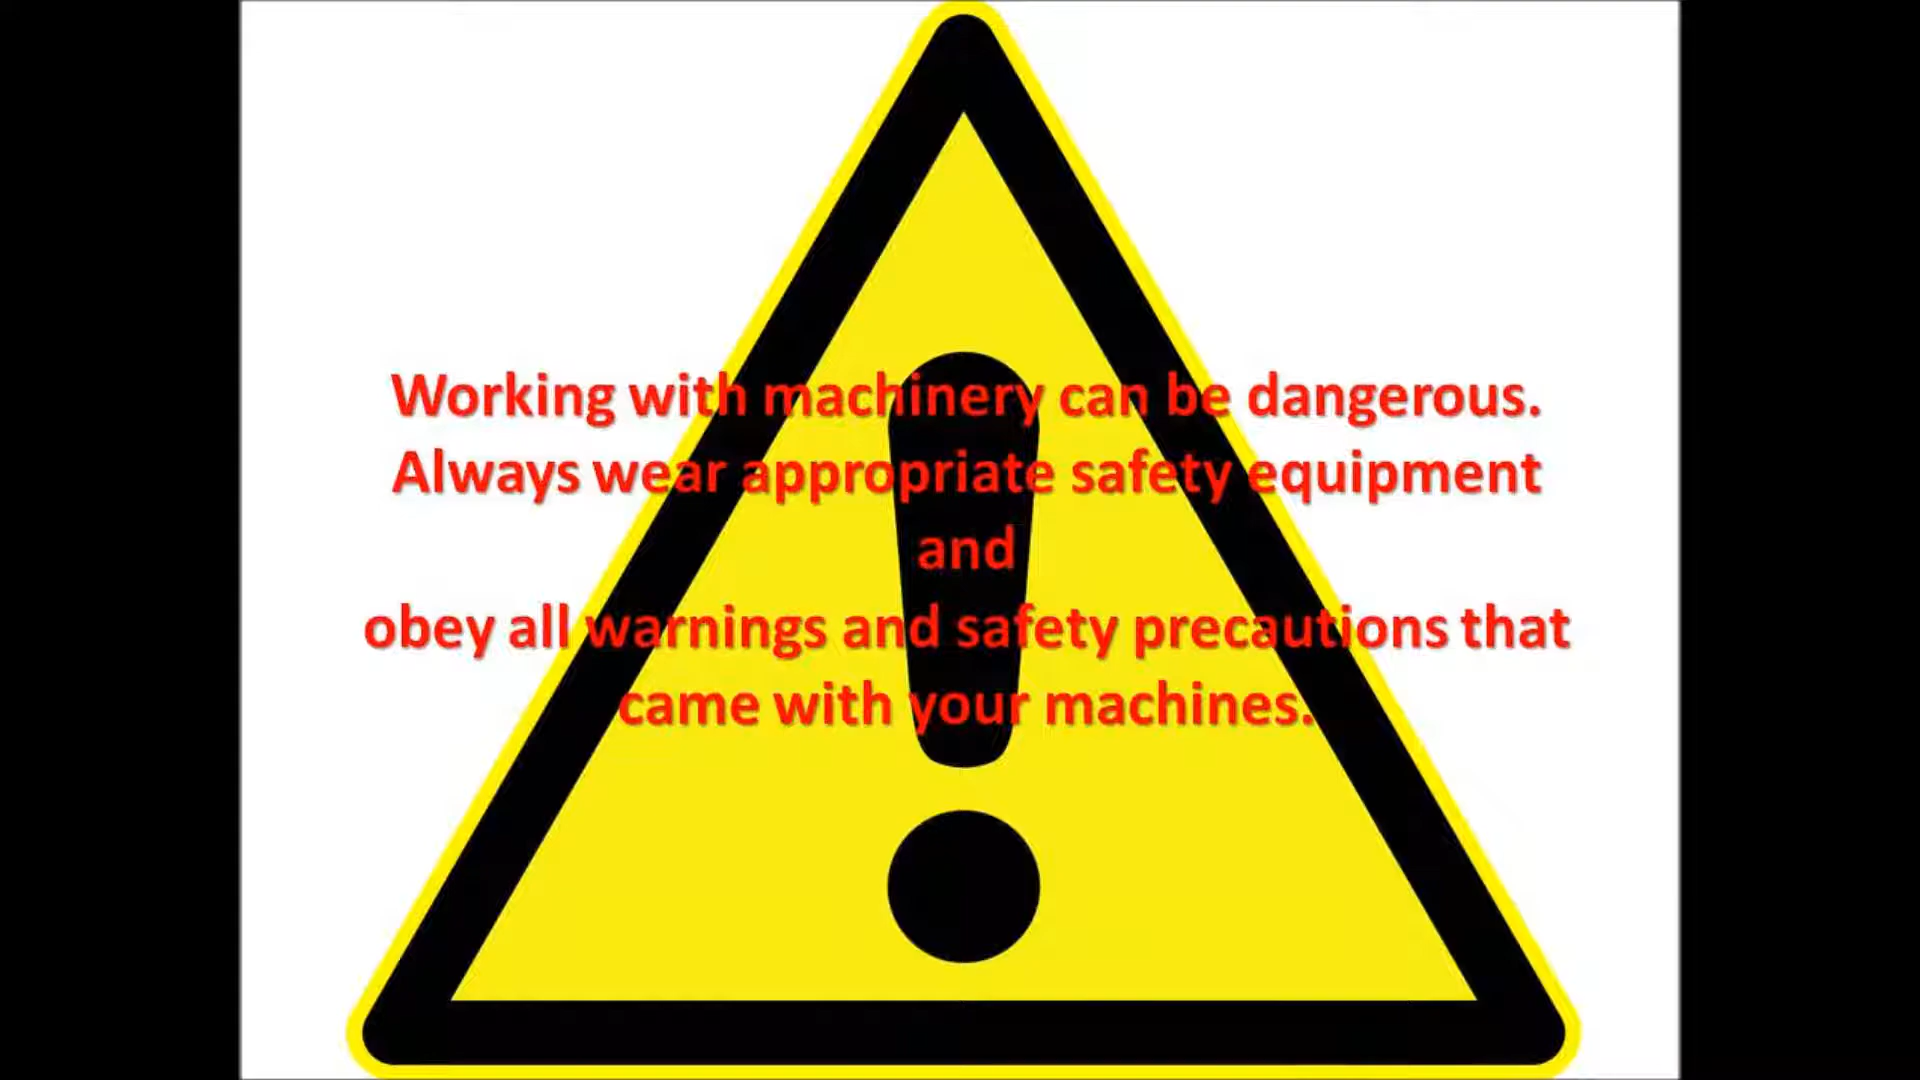 Working with machinery can be dangerous.
Always wear appropriate safety equipment
and
obey all warnings and safety precautions that
came with your machines.